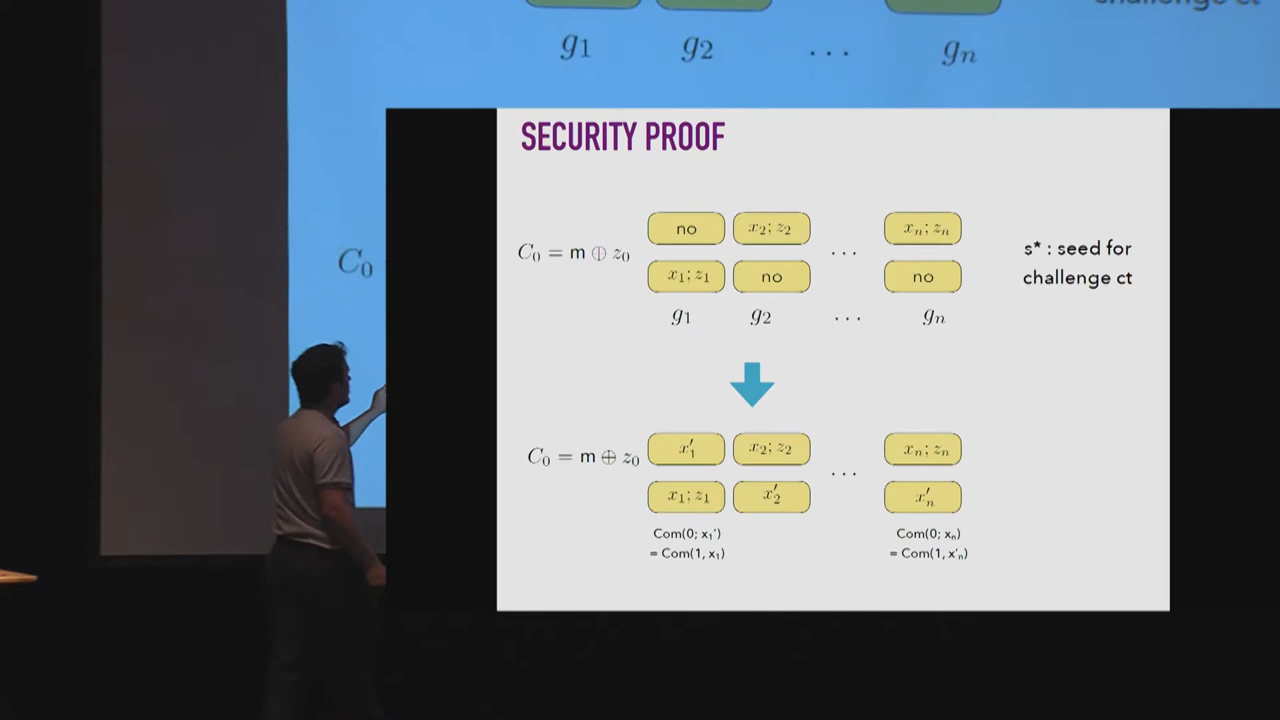 challenge ct
g₁ g₂ ... gₙ
C₀
SECURITY PROOF
no x₂; z₂ xₙ; zₙ
C₀ = m ⊕ z₀ ... s* : seed for
x₁; z₁ no no challenge ct
g₁ g₂ ... gₙ
x′₁ x₂; z₂ xₙ; zₙ
C₀ = m ⊕ z₀ ...
x₁; z₁ x′₂ x′ₙ
Com(0; x₁') Com(0; xₙ)
= Com(1, x₁) = Com(1, x'ₙ)